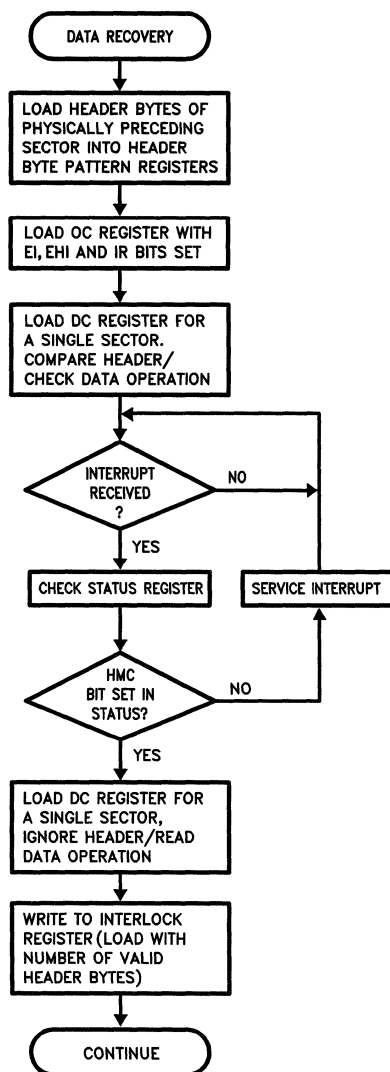 DATA RECOVERY
LOAD HEADER BYTES OF
PHYSICALLY PRECEDING
SECTOR INTO HEADER
BYTE PATTERN REGISTERS
LOAD OC REGISTER WITH
EI, EHI AND IR BITS SET
LOAD DC REGISTER FOR
A SINGLE SECTOR.
COMPARE HEADER/
CHECK DATA OPERATION
INTERRUPT
RECEIVED
?
NO
YES
CHECK STATUS REGISTER
SERVICE INTERRUPT
HMC
BIT SET IN
STATUS?
NO
YES
LOAD DC REGISTER FOR
A SINGLE SECTOR,
IGNORE HEADER/READ
DATA OPERATION
WRITE TO INTERLOCK
REGISTER (LOAD WITH
NUMBER OF VALID
HEADER BYTES)
CONTINUE